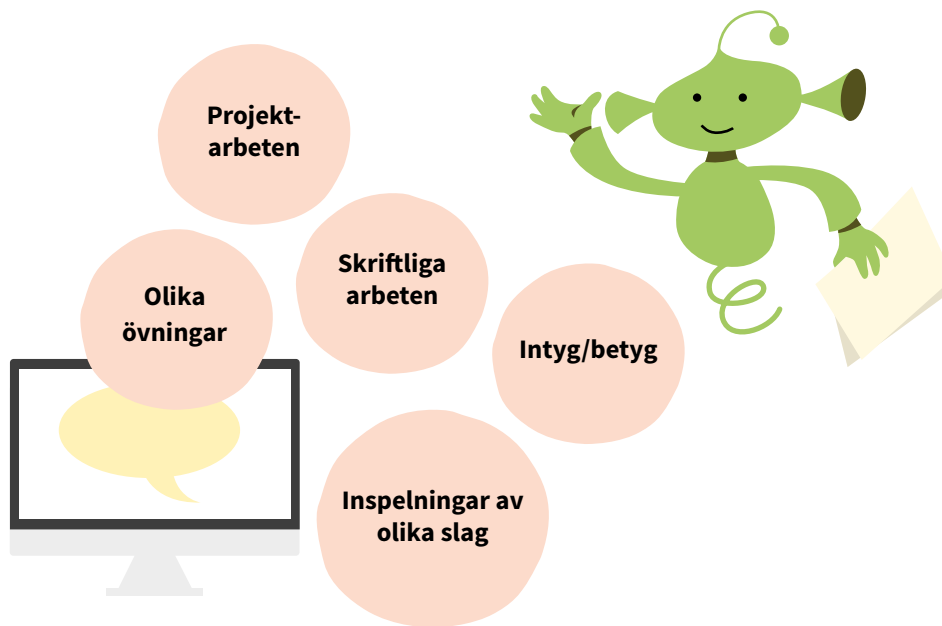 Projekt-
arbeten
Skriftliga
arbeten
Olika
övningar
Intyg/betyg
Inspelningar av
olika slag